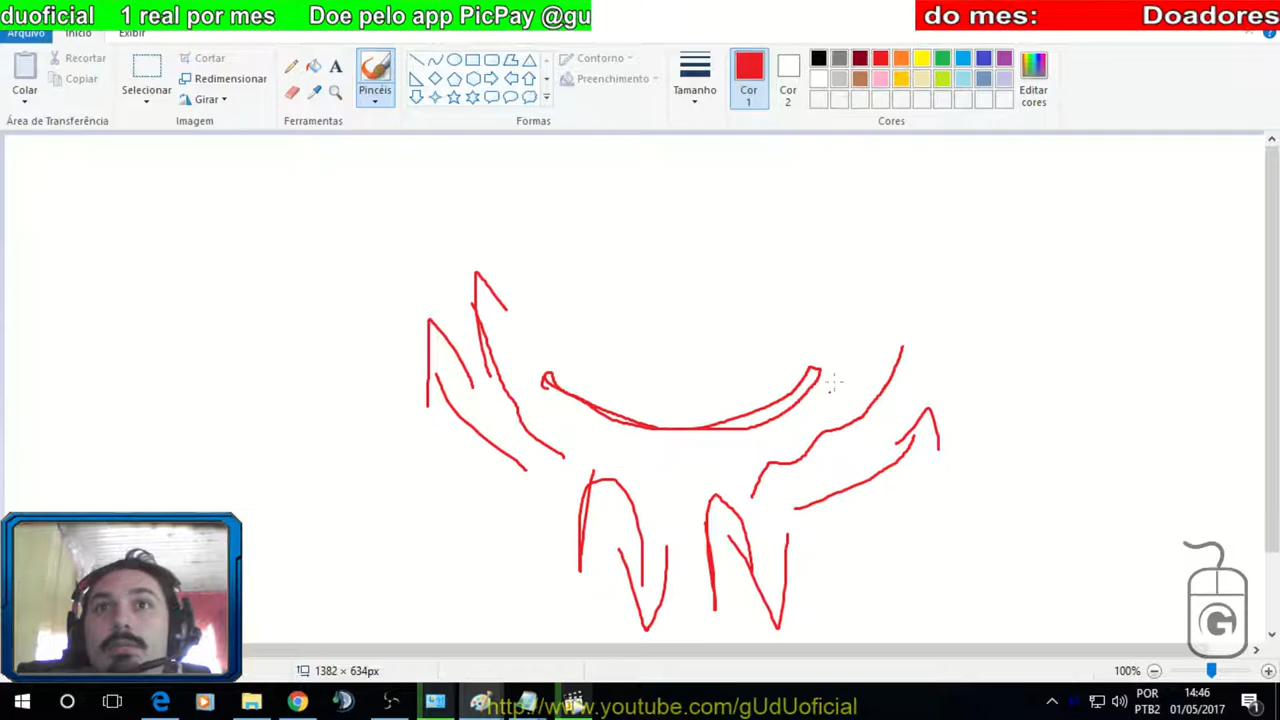 duoficial 1 real por mes Doe pelo app PicPay @gu
do mes: Doadores
Arquivo Início Exibir
Colar
Recortar
Copiar
Área de Transferência
Selecionar
Cortar
Redimensionar
Girar
Imagem
A
Ferramentas
Pincéis
Formas
Contorno
Preenchimento
Tamanho
Cor 1
Cor 2
Editar cores
Cores
G
1382 × 634px
100%
http://www.youtube.com/gUdUoficial
POR
PTB2
14:46
01/05/2017